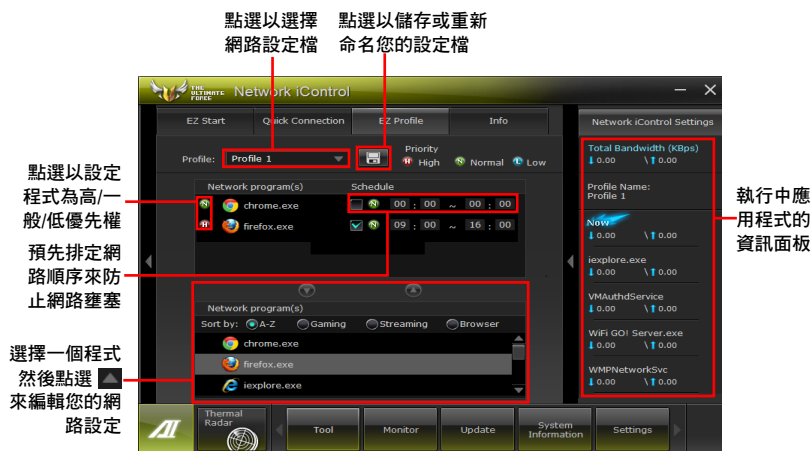 點選以選擇
網路設定檔
點選以儲存或重新
命名您的設定檔
THE
ULTIMATE
FORCE
Network iControl
EZ Start
Quick Connection
EZ Profile
Info
Network iControl Settings
Profile:
Profile 1
Priority
H High
N Normal
L Low
點選以設定
程式為高/一
般/低優先權
Network program(s)
Schedule
N chrome.exe
N 00 : 00 ~ 00 : 00
H firefox.exe
N 09 : 00 ~ 16 : 00
預先排定網
路順序來防
止網路壅塞
Network program(s)
Sort by:
A-Z
Gaming
Streaming
Browser
chrome.exe
firefox.exe
iexplore.exe
選擇一個程式
然後點選
來編輯您的網
路設定
Total Bandwidth (KBps)
0.00 \ 0.00
Profile Name:
Profile 1
Now
0.00 \ 0.00
iexplore.exe
0.00 \ 0.00
VMAuthdService
0.00 \ 0.00
WiFi GO! Server.exe
0.00 \ 0.00
WMPNetworkSvc
0.00 \ 0.00
執行中應
用程式的
資訊面板
AI
Thermal
Radar
Tool
Monitor
Update
System
Information
Settings